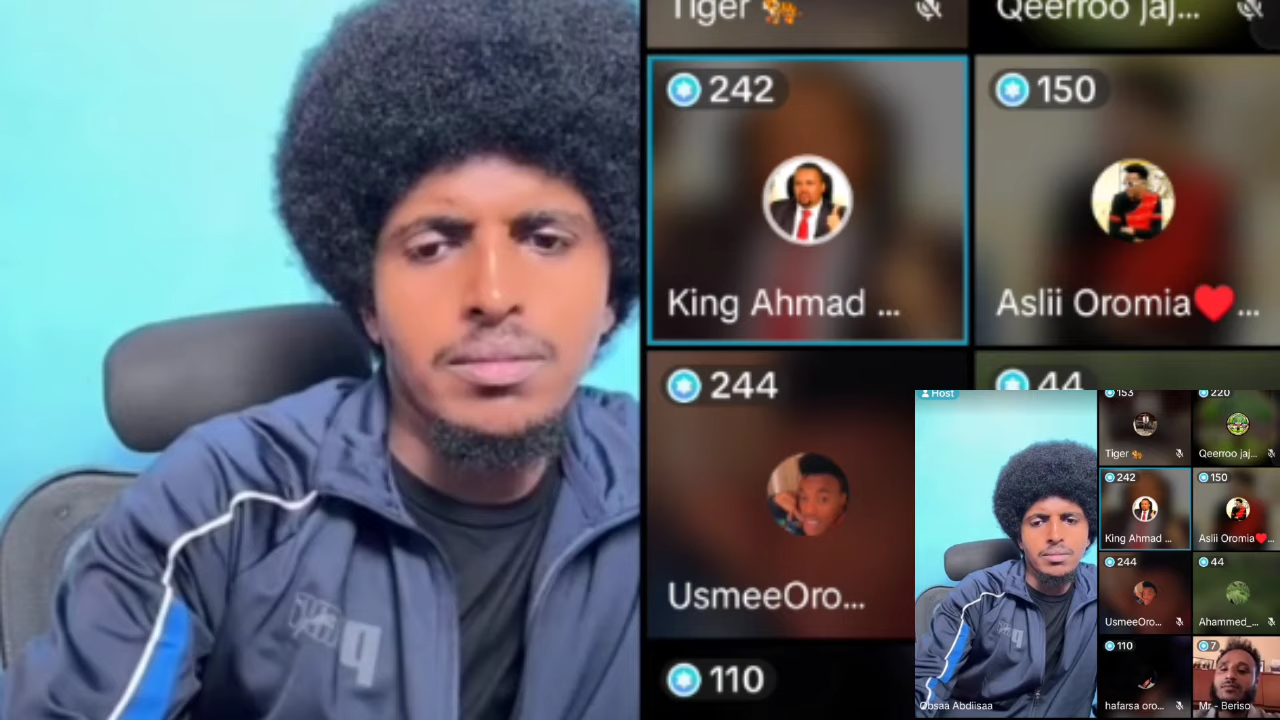 Tiger 🐅
Qeerroo jaj...
242
150
King Ahmad ...
Aslii Oromia❤️...
244
44
UsmeeOro...
110
Host
153
220
Tiger 🐅
Qeerroo jaj...
242
150
King Ahmad ...
Aslii Oromia❤️...
244
44
UsmeeOro...
Ahammed_...
110
7
Obsaa Abdiisaa
hafarsa oro...
Mr - Beriso